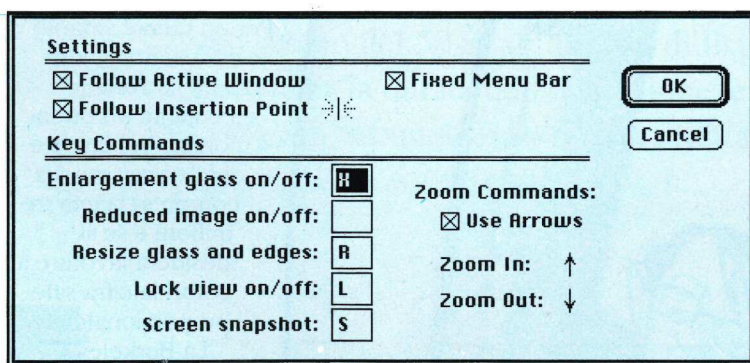 Settings
Follow Active Window
Fixed Menu Bar
Follow Insertion Point
OK
Cancel
Key Commands
Enlargement glass on/off: X
Reduced image on/off:
Resize glass and edges: R
Lock view on/off: L
Screen snapshot: S
Zoom Commands:
Use Arrows
Zoom In: ↑
Zoom Out: ↓